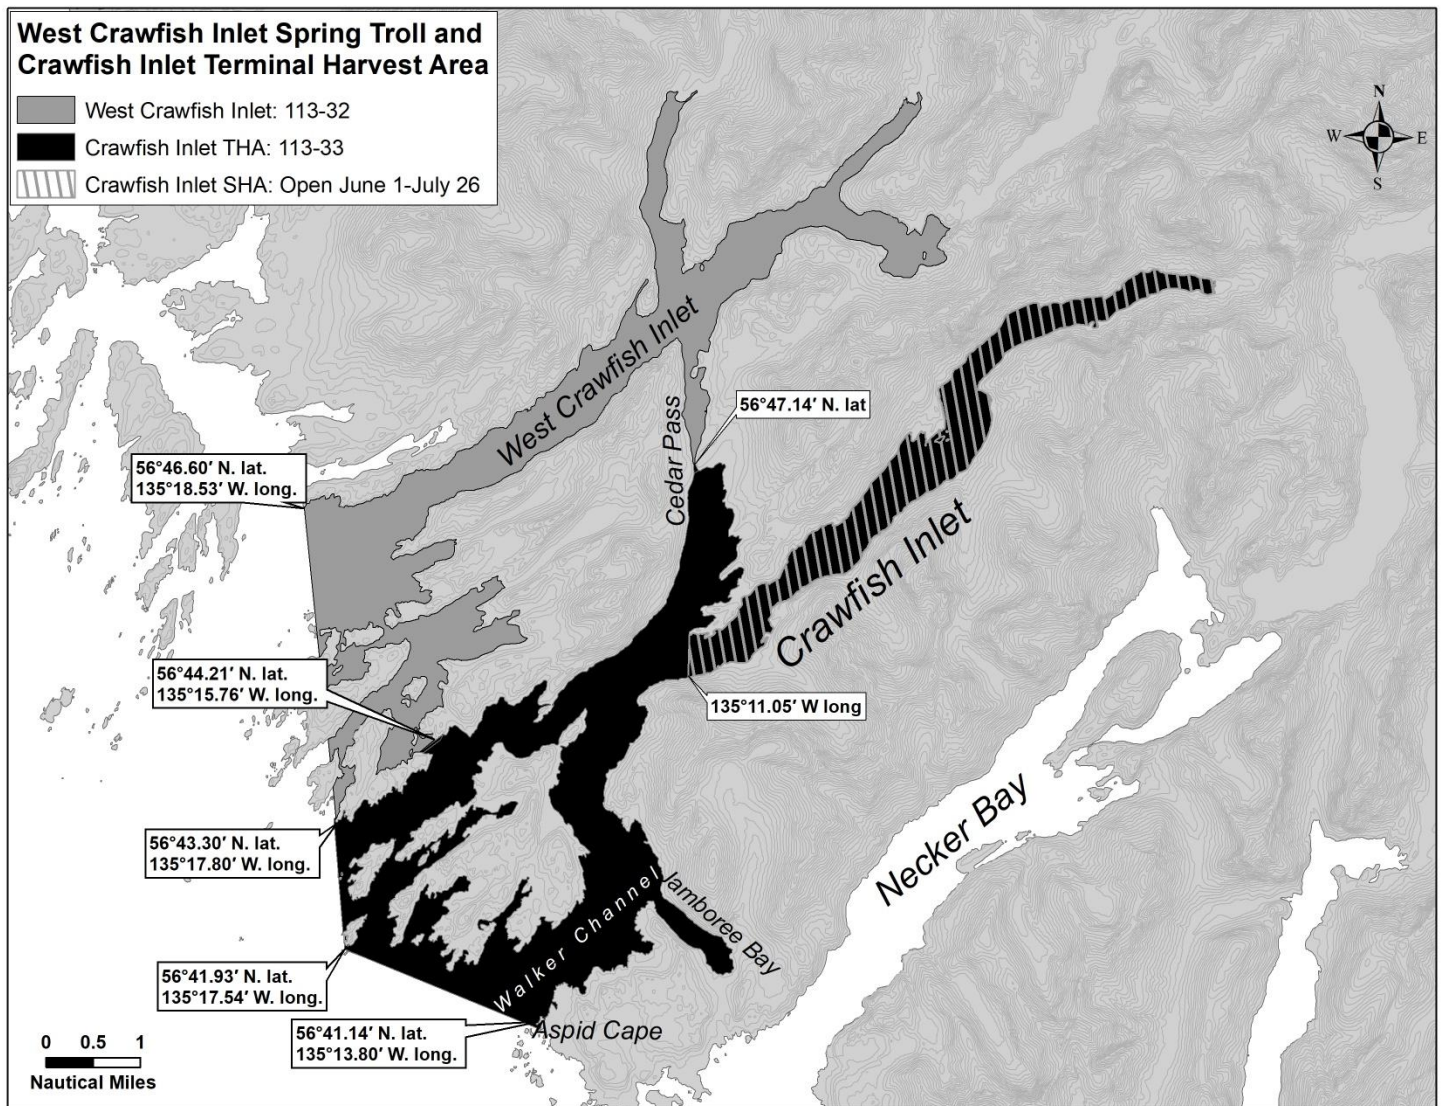 West Crawfish Inlet Spring Troll and
Crawfish Inlet Terminal Harvest Area
West Crawfish Inlet: 113-32
Crawfish Inlet THA: 113-33
Crawfish Inlet SHA: Open June 1-July 26
N
W
E
S
West Crawfish Inlet
56°47.14′ N. lat
Cedar Pass
56°46.60′ N. lat.
135°18.53′ W. long.
Crawfish Inlet
56°44.21′ N. lat.
135°15.76′ W. long.
135°11.05′ W long
Necker Bay
56°43.30′ N. lat.
135°17.80′ W. long.
Walker Channel
Jamboree Bay
56°41.93′ N. lat.
135°17.54′ W. long.
56°41.14′ N. lat.
135°13.80′ W. long.
Aspid Cape
0 0.5 1
Nautical Miles